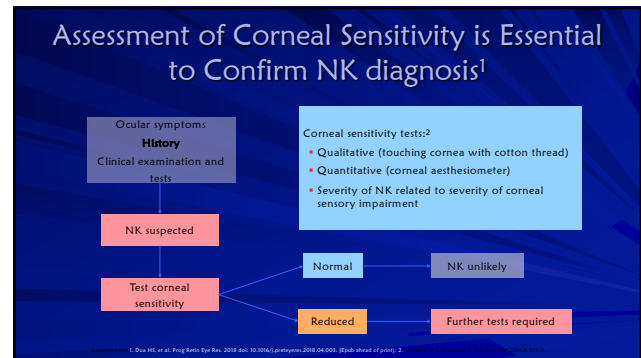 Assessment of Corneal Sensitivity is Essential
to Confirm NK diagnosis1
Ocular symptoms
History
Clinical examination and
tests
Corneal sensitivity tests:2
• Qualitative (touching cornea with cotton thread)
• Quantitative (corneal aesthesiometer)
• Severity of NK related to severity of corneal
sensory impairment
NK suspected
Test corneal
sensitivity
Normal
NK unlikely
Reduced
Further tests required
1. Dua HS, et al. Prog Retin Eye Res. 2018 doi: 10.1016/j.preteyeres.2018.04.003. [Epub ahead of print]; 2.